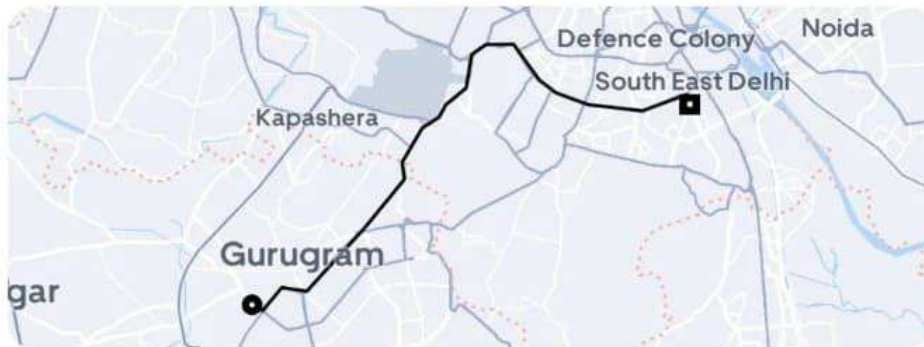 Noida
Defence Colony
South East Delhi
Kapashera
Gurugram
gar